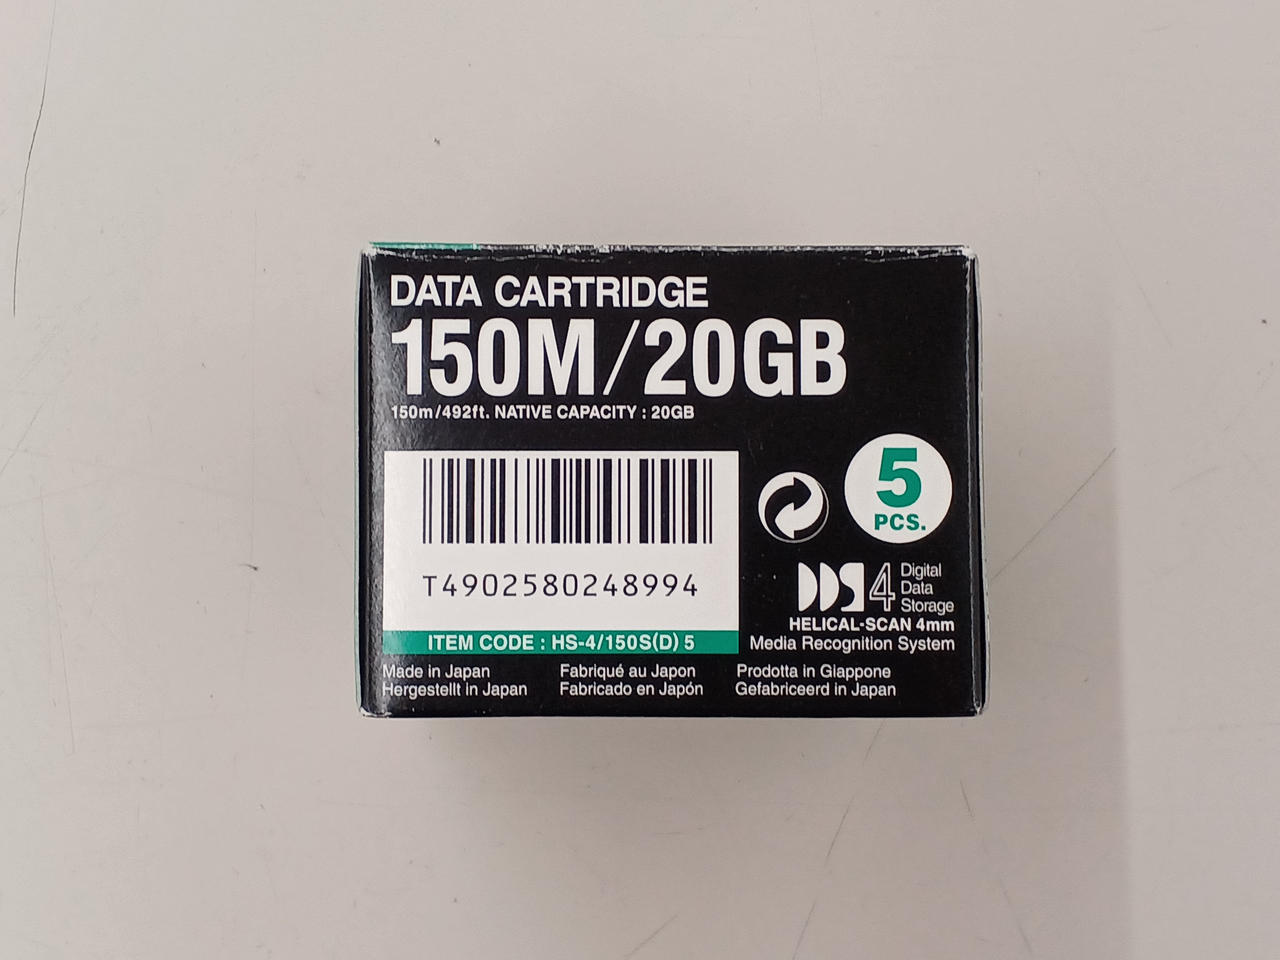 DATA CARTRIDGE
150M/20GB
150m/492ft. NATIVE CAPACITY : 20GB
5
PCS.
T4902580248994
DDS4 Digital
Data
Storage
HELICAL-SCAN 4mm
ITEM CODE : HS-4/150S(D) 5
Media Recognition System
Made in Japan Fabriqué au Japon Prodotta in Giappone
Hergestellt in Japan Fabricado en Japón Gefabriceerd in Japan